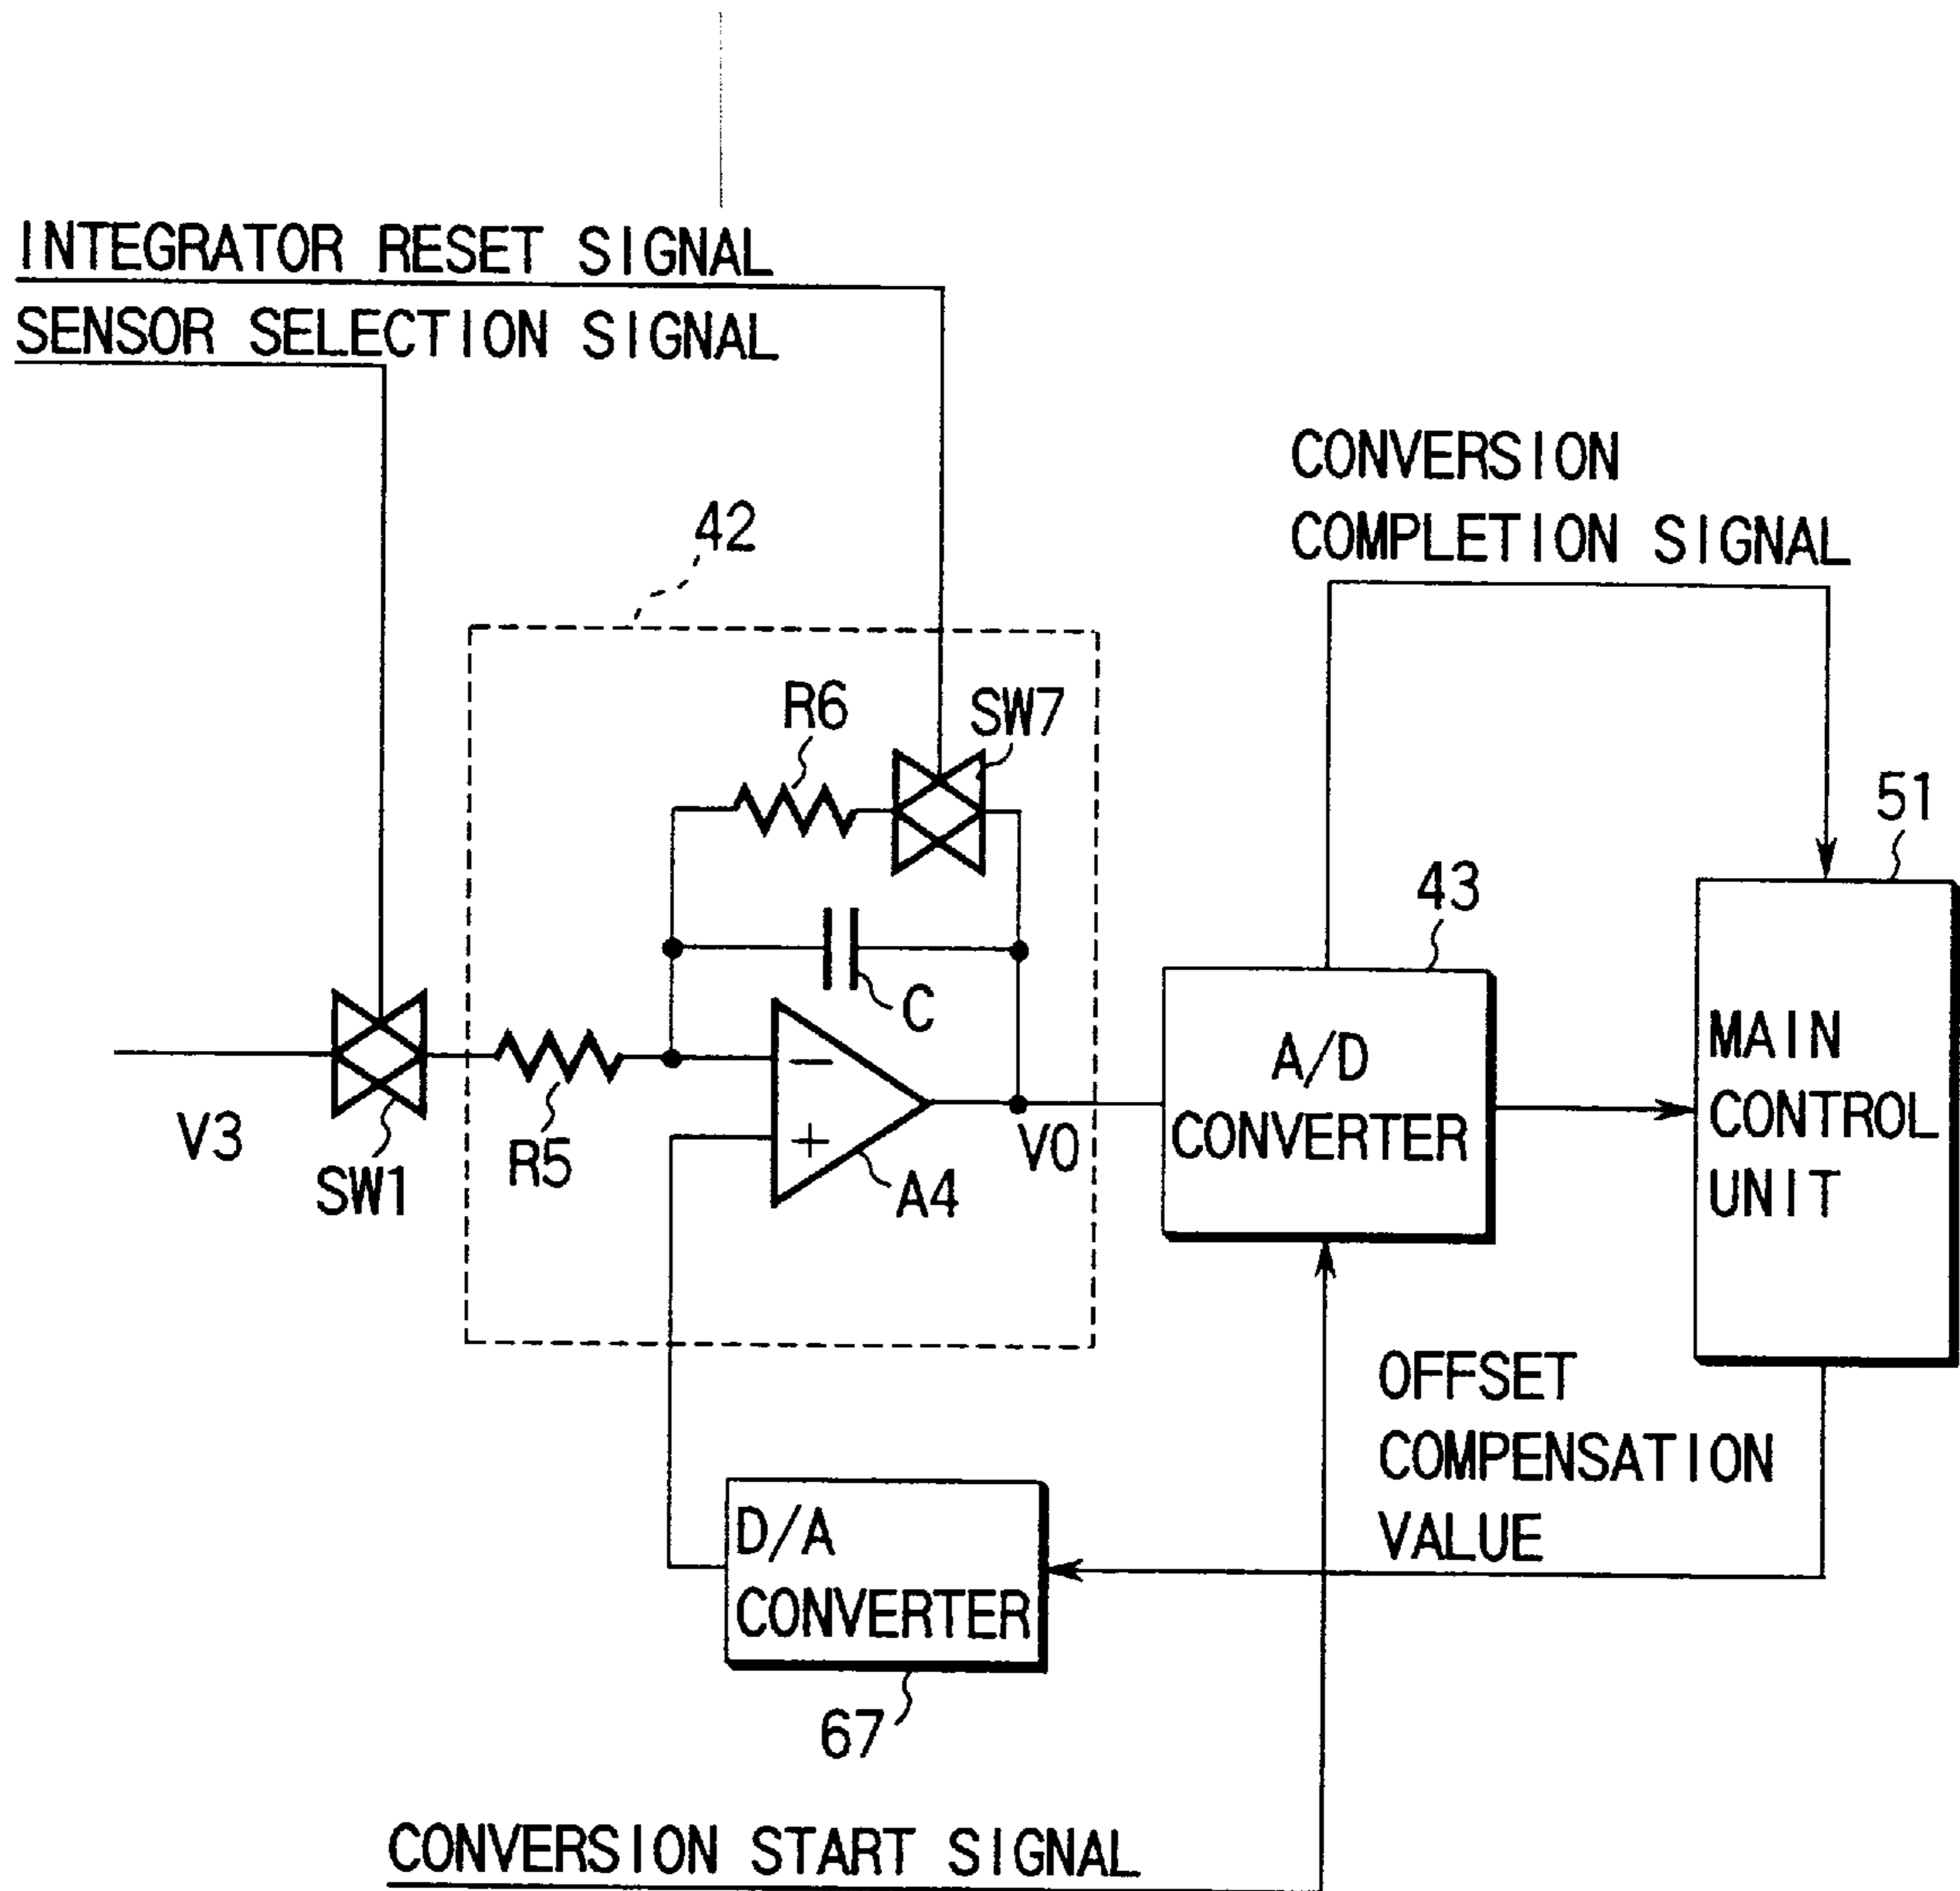 INTEGRATOR RESET SIGNAL
SENSOR SELECTION SIGNAL
CONVERSION
COMPLETION SIGNAL
42
R6
SW7
51
43
C
A/D
CONVERTER
MAIN
CONTROL
UNIT
V3
SW1
R5
−
+
A4
V0
OFFSET
COMPENSATION
VALUE
D/A
CONVERTER
67
CONVERSION START SIGNAL